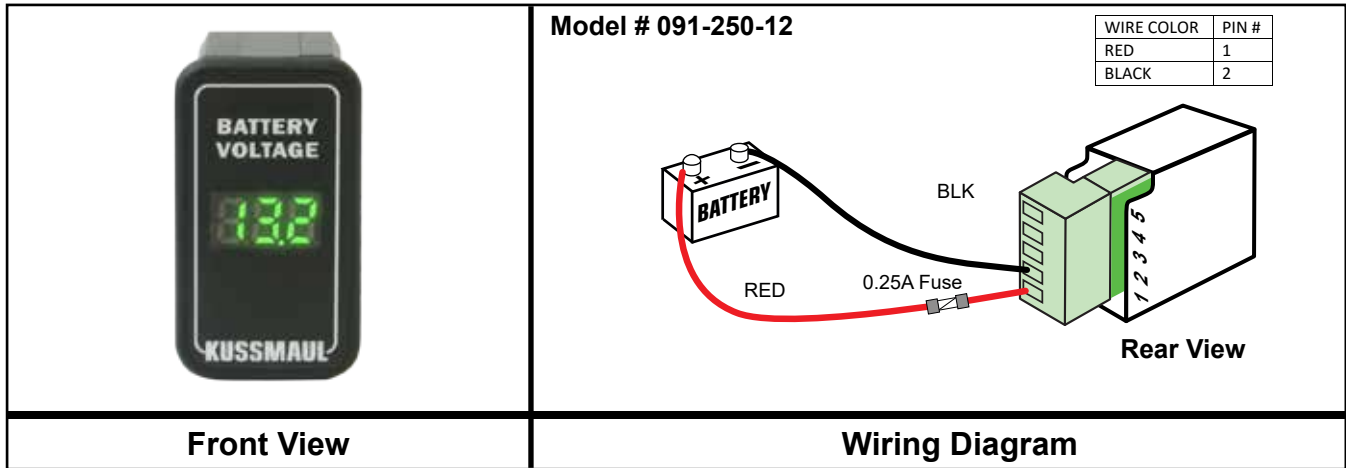 BATTERY
VOLTAGE
13.2
KUSSMAUL
Front View
Model # 091-250-12
WIRE COLOR PIN #
RED 1
BLACK 2
+ −
BATTERY
BLK
RED
0.25A Fuse
1 2 3 4 5
Rear View
Wiring Diagram